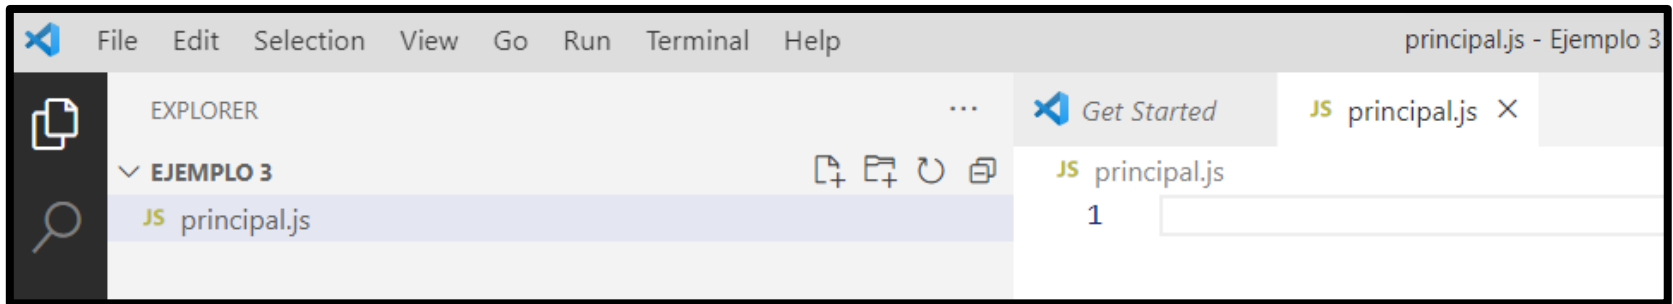 File Edit Selection View Go Run Terminal Help principal.js - Ejemplo 3
EXPLORER ...
Get Started JS principal.js
EJEMPLO 3
JS principal.js
JS principal.js
1